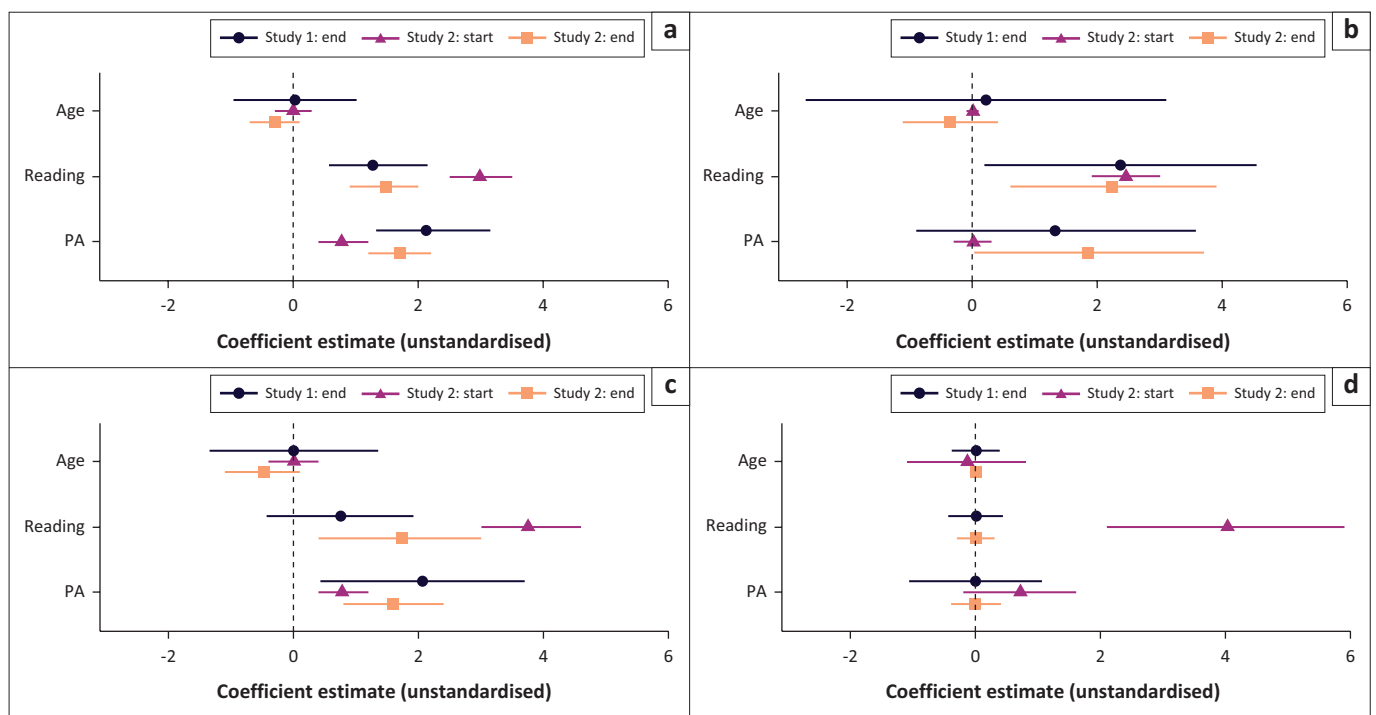 Study 1: end Study 2: start Study 2: end
a
Age
Reading
PA
-2 0 2 4 6
Coefficient estimate (unstandardised)
Study 1: end Study 2: start Study 2: end
b
Age
Reading
PA
-2 0 2 4 6
Coefficient estimate (unstandardised)
Study 1: end Study 2: start Study 2: end
c
Age
Reading
PA
-2 0 2 4 6
Coefficient estimate (unstandardised)
Study 1: end Study 2: start Study 2: end
d
Age
Reading
PA
-2 0 2 4 6
Coefficient estimate (unstandardised)